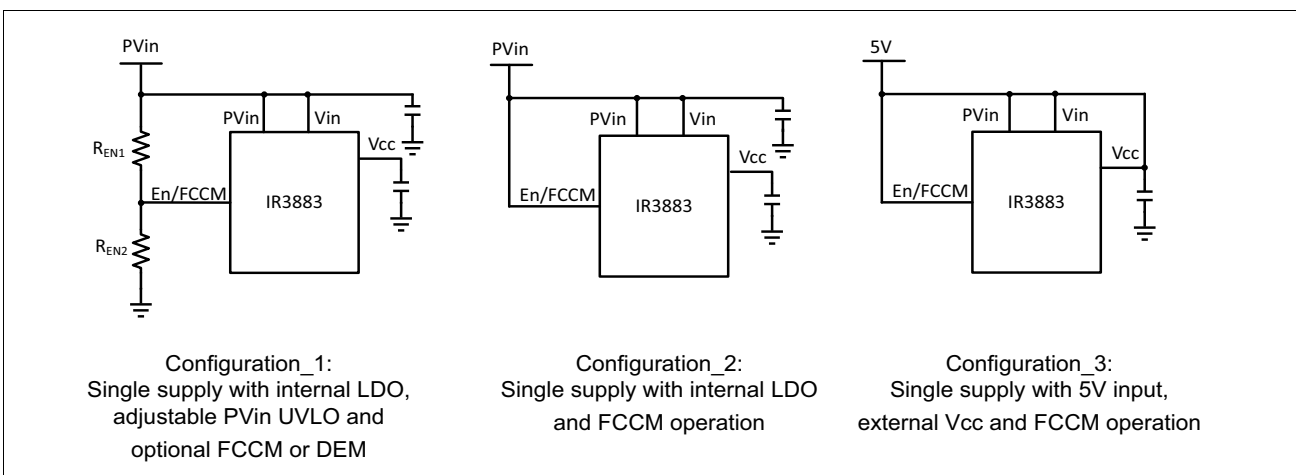 PVin
PVin
Vin
Vcc
R_EN1
En/FCCM
IR3883
R_EN2
Configuration_1:
Single supply with internal LDO,
adjustable PVin UVLO and
optional FCCM or DEM
PVin
PVin
Vin
Vcc
En/FCCM
IR3883
Configuration_2:
Single supply with internal LDO
and FCCM operation
5V
PVin
Vin
Vcc
En/FCCM
IR3883
Configuration_3:
Single supply with 5V input,
external Vcc and FCCM operation